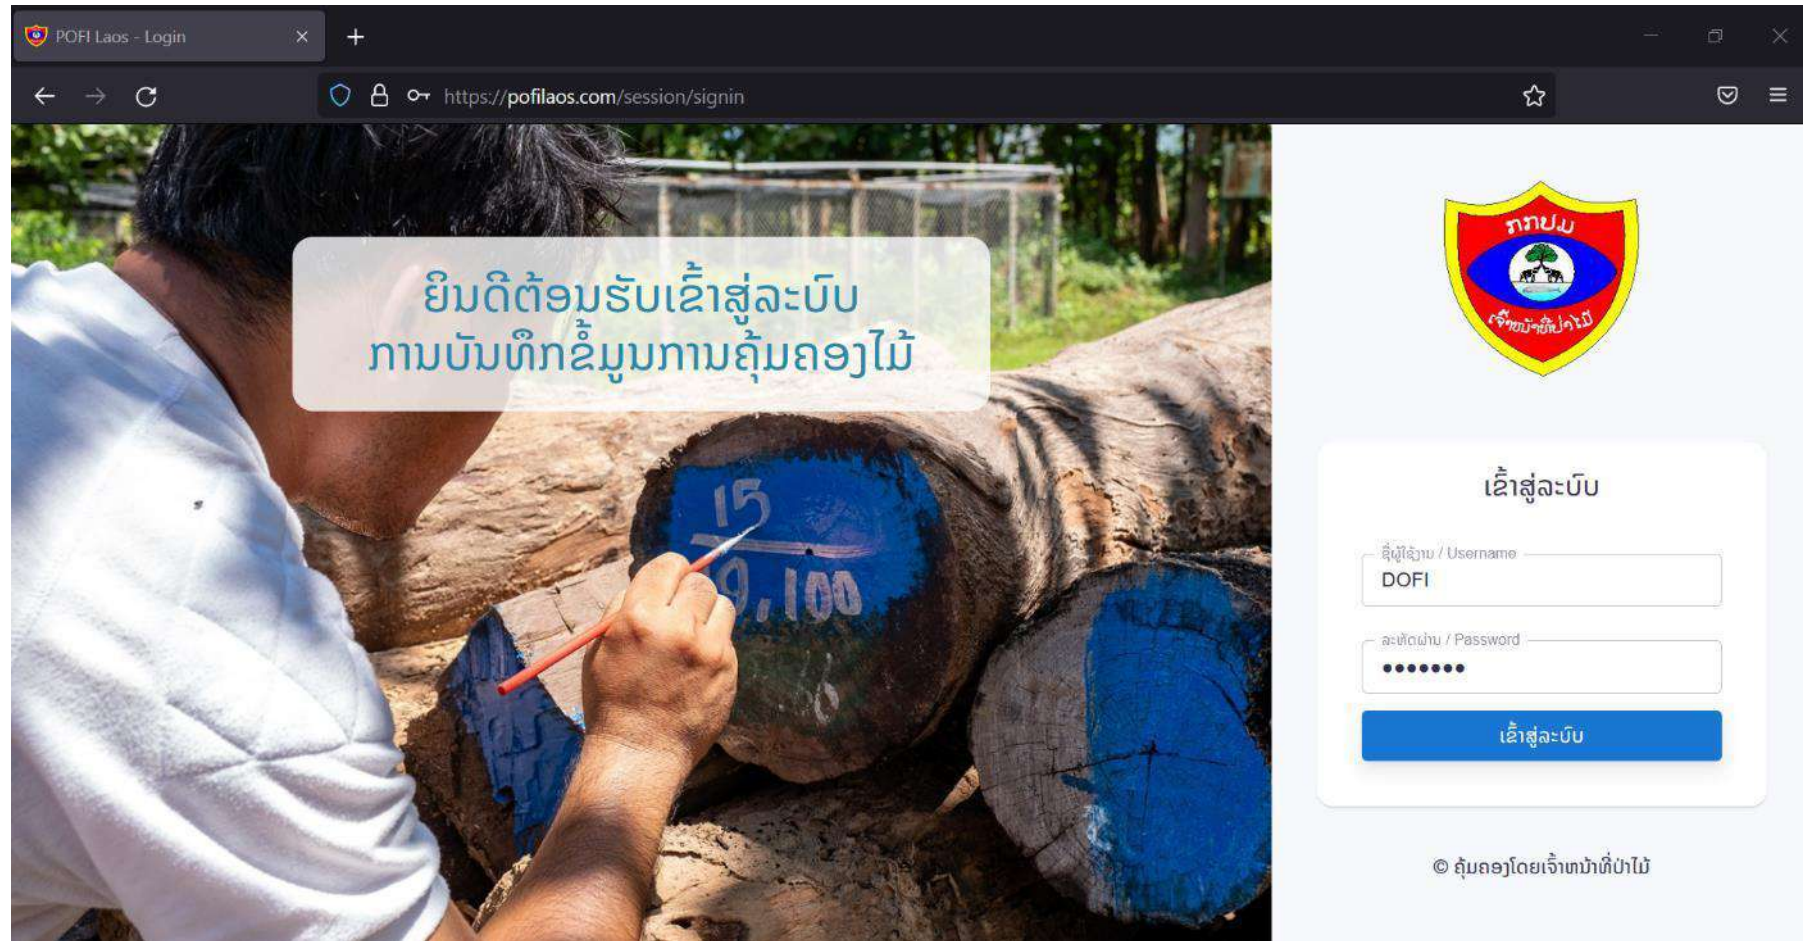 POFI Laos - Login
https://pofilaos.com/session/signin
ຍິນດີຕ້ອນຮັບເຂົ້າສູ່ລະບົບ
ການບັນທຶກຂໍ້ມູນການຄຸ້ມຄອງໄມ້
15
9,100
ກກປມ
ເຈົ້າໜ້າທີ່ປ່າໄມ້
ເຂົ້າສູ່ລະບົບ
ຊື່ຜູ້ໃຊ້ງານ / Username
DOFI
ລະຫັດຜ່ານ / Password
•••••••
ເຂົ້າສູ່ລະບົບ
© ຄຸ້ມຄອງໂດຍເຈົ້າຫນ້າທີ່ປ່າໄມ້